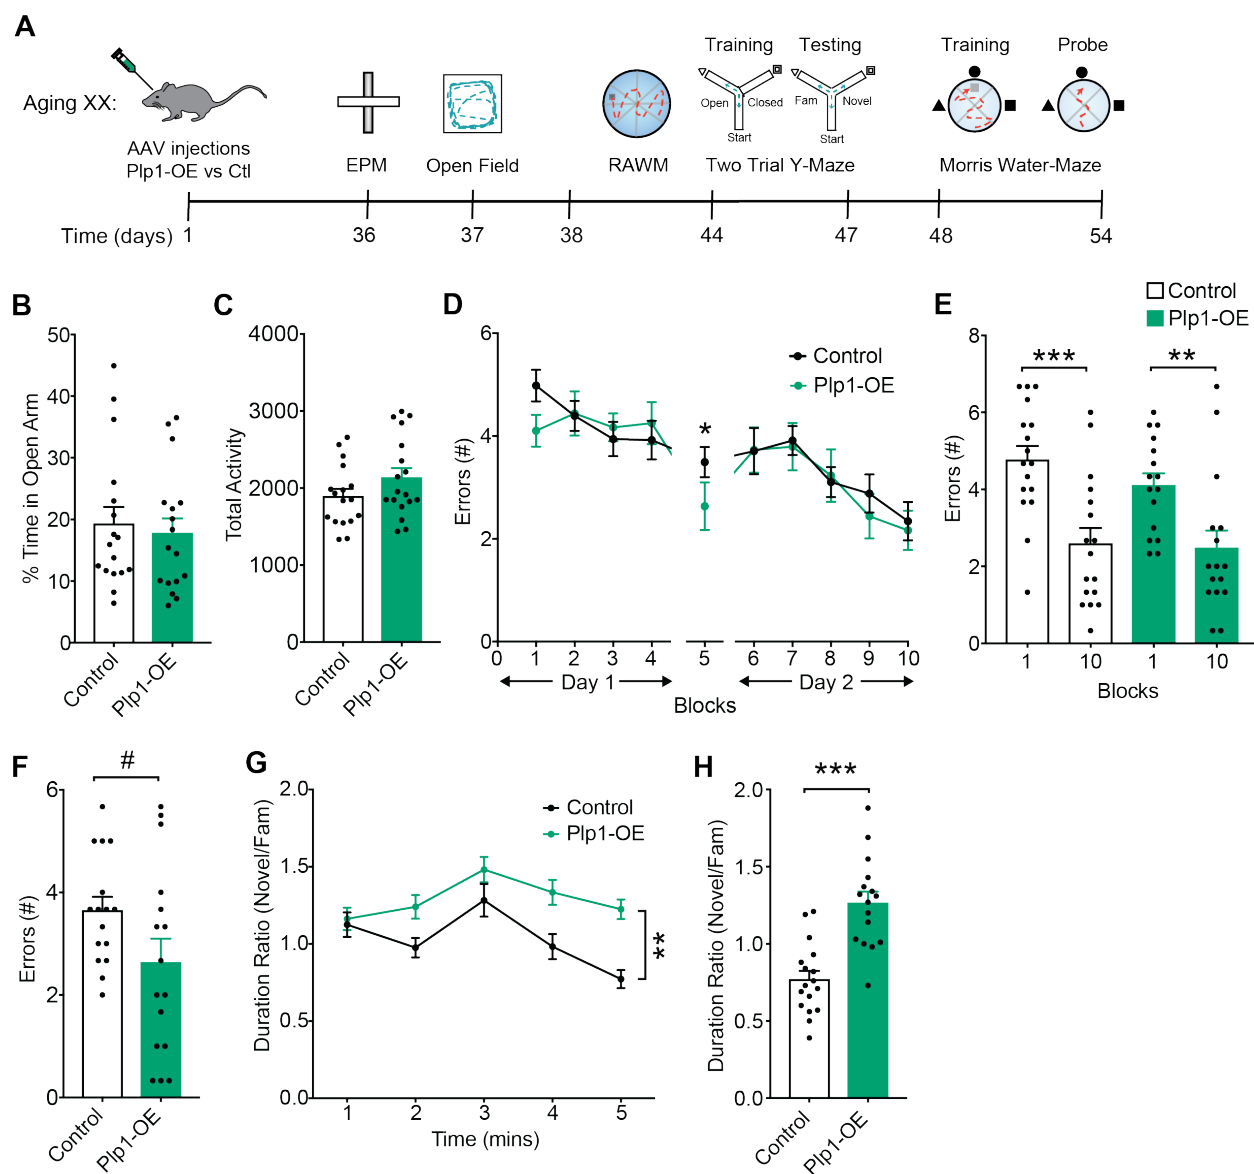 A
Training Testing Training Probe
Aging XX:
Open Closed Fam Novel
Start Start
AAV injections
Plp1-OE vs Ctl
EPM Open Field RAWM Two Trial Y-Maze Morris Water-Maze
Time (days) 1 36 37 38 44 47 48 54
B
% Time in Open Arm
50
40
30
20
10
0
Control Plp1-OE
C
Total Activity
4000
3000
2000
1000
0
Control Plp1-OE
D
Errors (#)
6
4
2
0
Control
Plp1-OE
*
0 1 2 3 4 5 6 7 8 9 10
Day 1 Day 2
Blocks
E
Control
Plp1-OE
Errors (#)
8
6
4
2
0
*** **
1 10 1 10
Blocks
F
Errors (#)
6
4
2
0
#
Control Plp1-OE
G
Duration Ratio (Novel/Fam)
2.0
1.5
1.0
0.5
0.0
Control
Plp1-OE
**
1 2 3 4 5
Time (mins)
H
Duration Ratio (Novel/Fam)
2.0
1.5
1.0
0.5
0.0
***
Control Plp1-OE